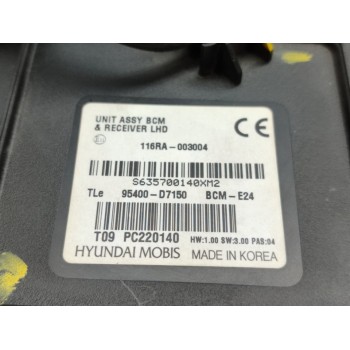 UNIT ASSY BCM
& RECEIVER LHD
CE
116RA-003004
S635700140XM2
TLe 95400-D7150 BCM-E24
T09 PC220140 HW:1.00 SW:3.00 PAS:04
HYUNDAI MOBIS MADE IN KOREA